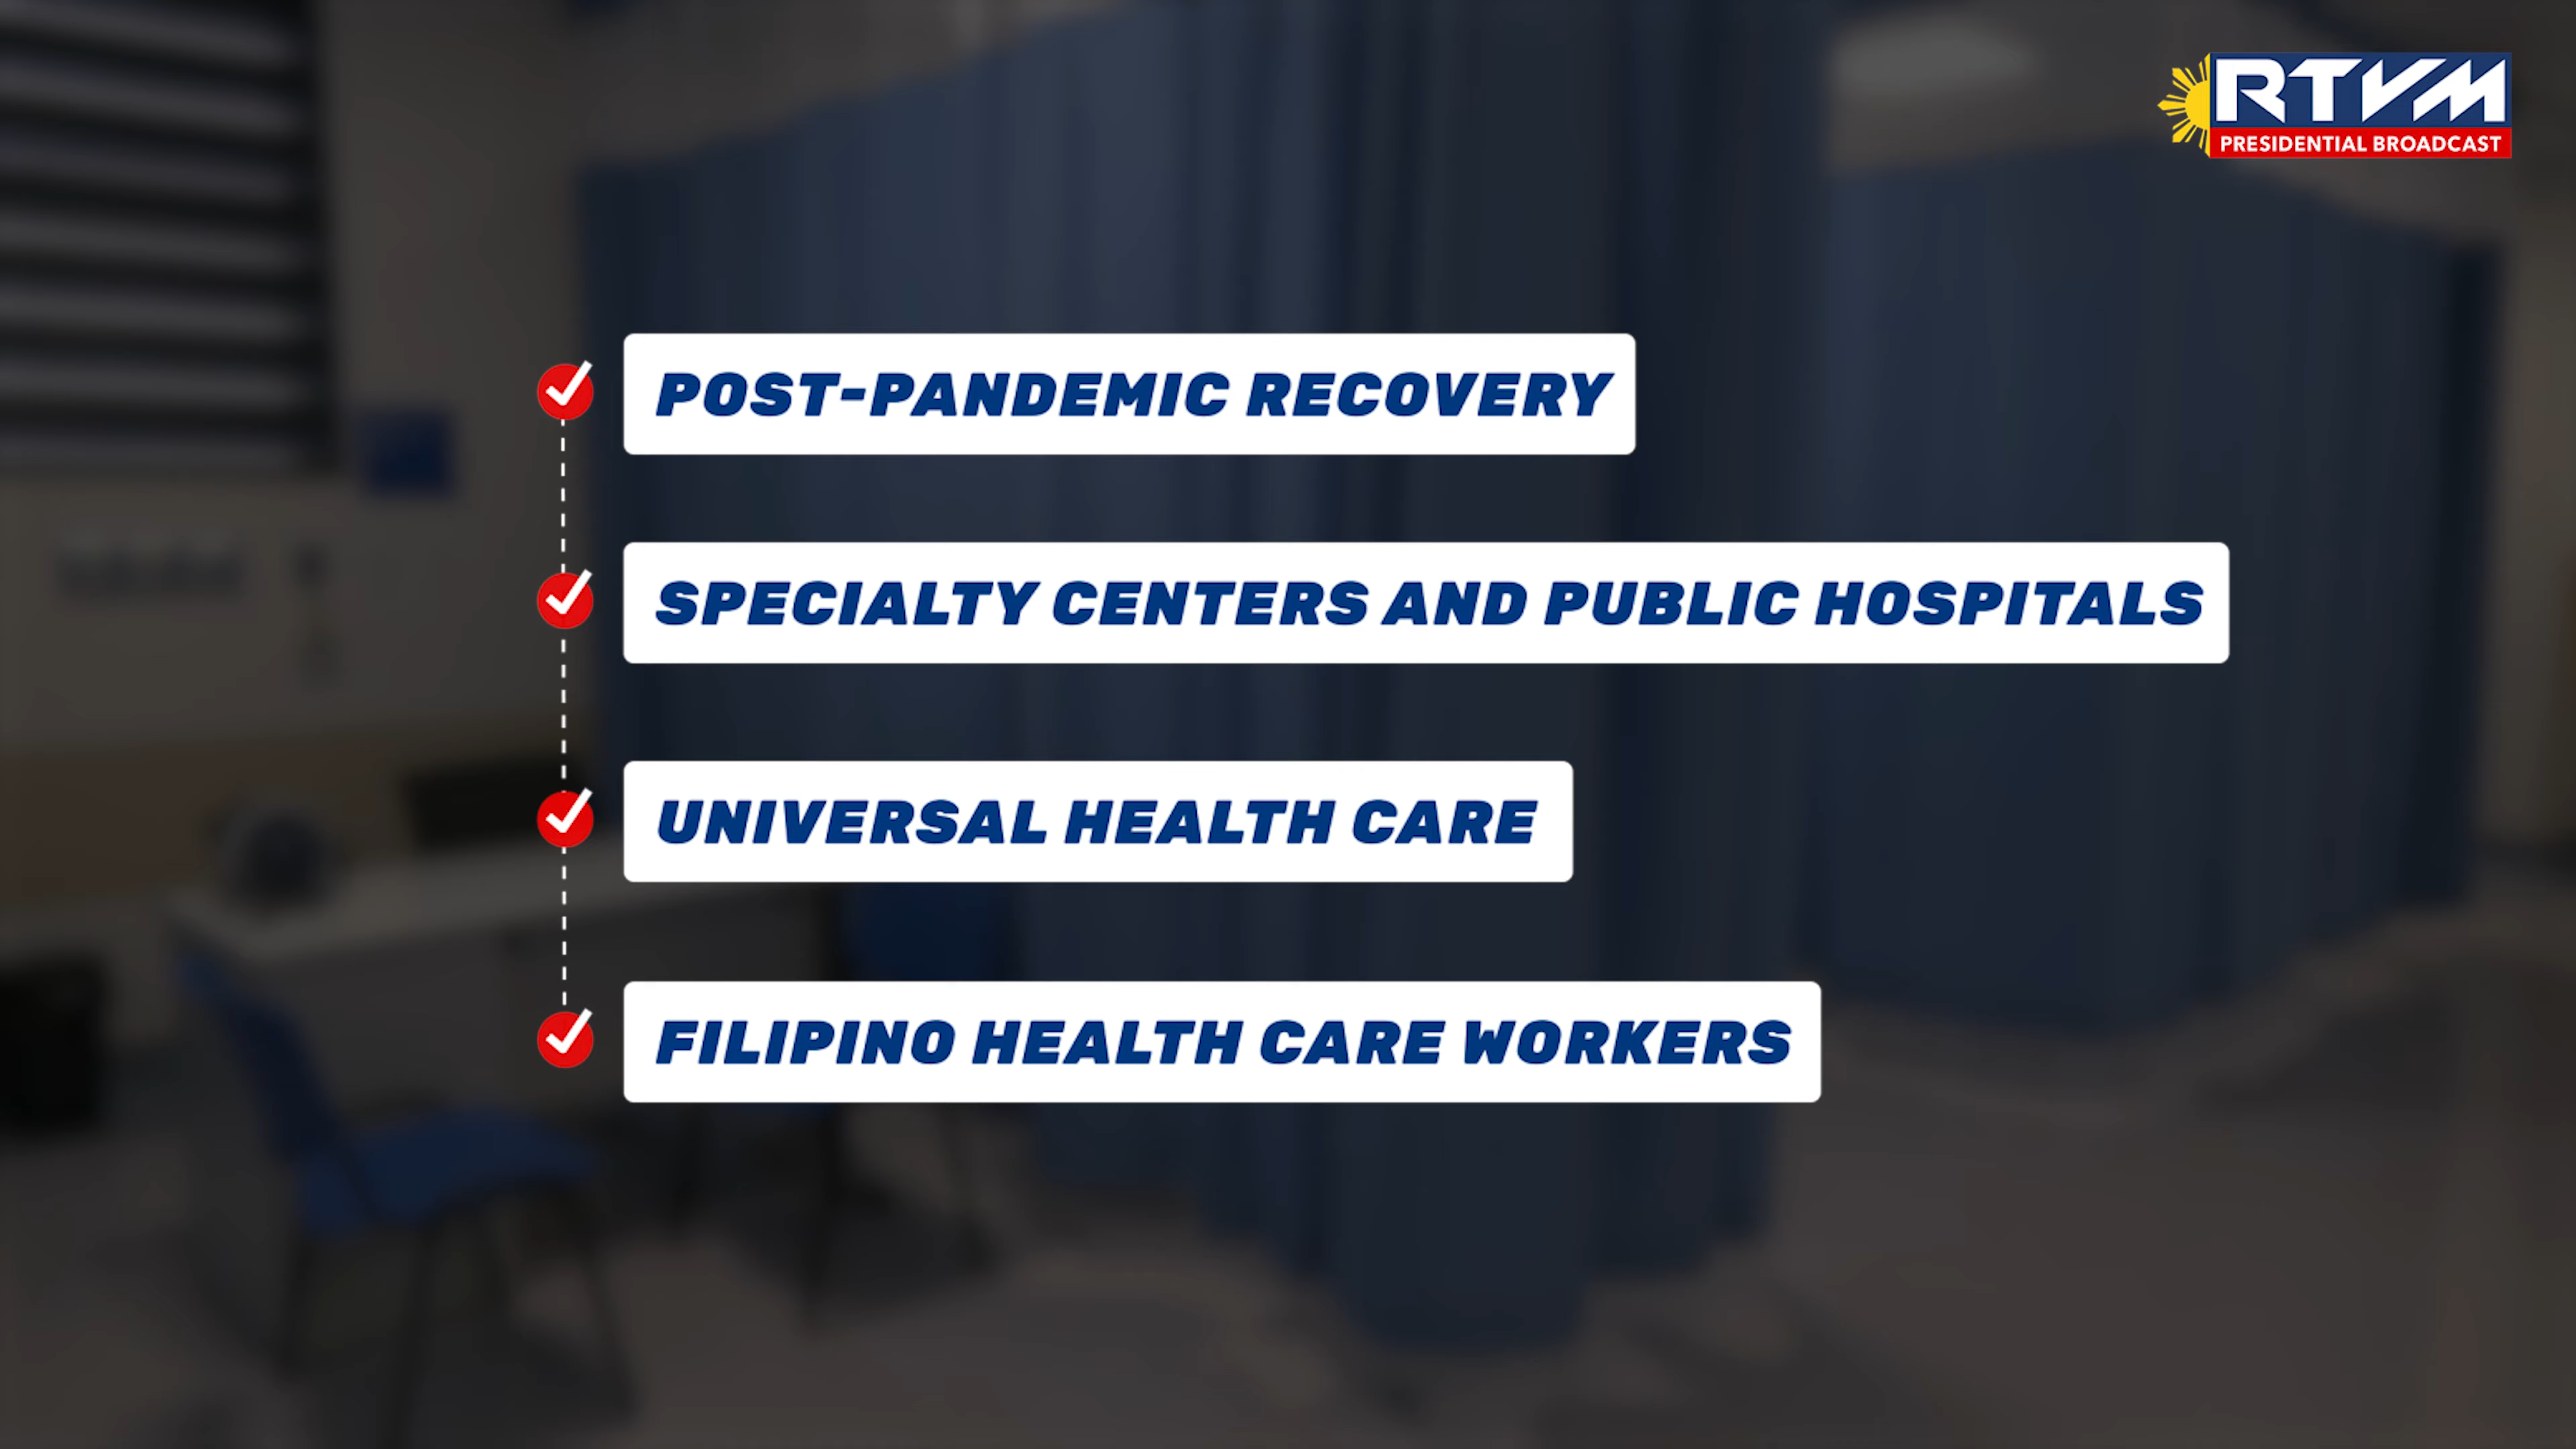 RTVM
PRESIDENTIAL BROADCAST
POST-PANDEMIC RECOVERY
SPECIALTY CENTERS AND PUBLIC HOSPITALS
UNIVERSAL HEALTH CARE
FILIPINO HEALTH CARE WORKERS